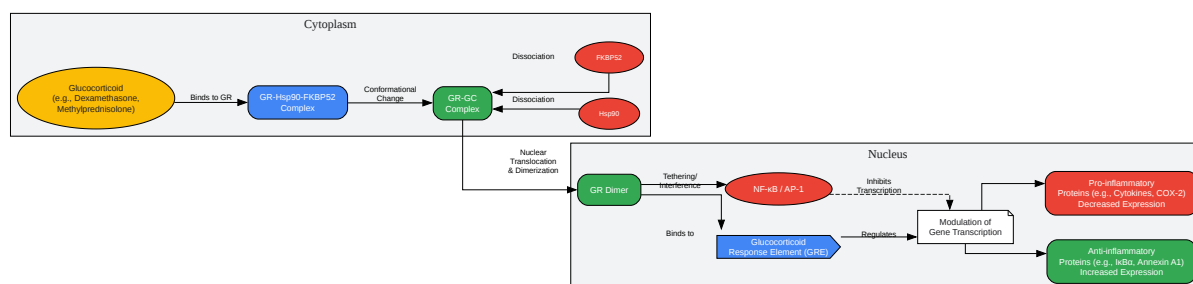 Cytoplasm
Glucocorticoid
(e.g., Dexamethasone,
Methylprednisolone)
Binds to GR
GR-Hsp90-FKBP52
Complex
Conformational
Change
GR-GC
Complex
Dissociation
FKBP52
Dissociation
Hsp90
Nuclear
Translocation
& Dimerization
Nucleus
GR Dimer
Tethering/
Interference
NF-κB / AP-1
Inhibits
Transcription
Binds to
Glucocorticoid
Response Element (GRE)
Regulates
Modulation of
Gene Transcription
Pro-inflammatory
Proteins (e.g., Cytokines, COX-2)
Decreased Expression
Anti-inflammatory
Proteins (e.g., IκBα, Annexin A1)
Increased Expression